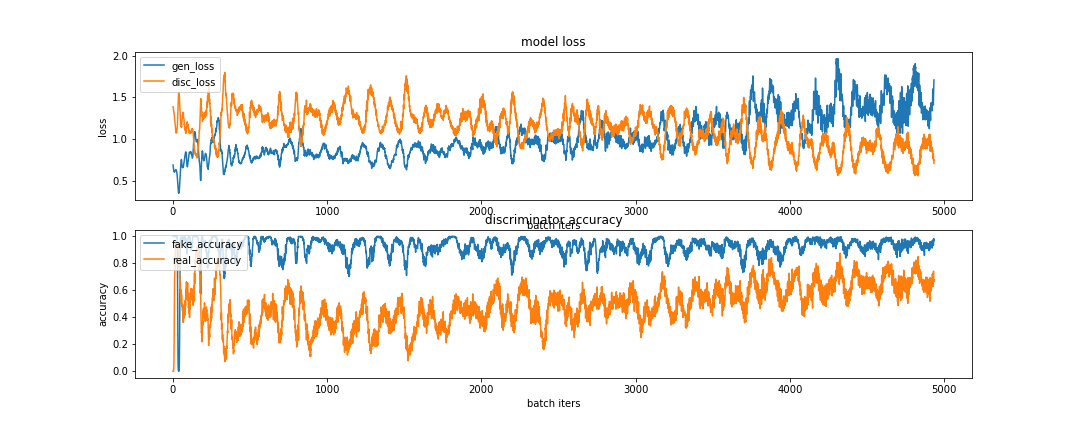 model loss
2.0
1.5
1.0
0.5
loss
gen_loss
disc_loss
0
1000
2000
3000
4000
5000
batch iters
discriminator accuracy
1.0
0.8
0.6
0.4
0.2
0.0
accuracy
fake_accuracy
real_accuracy
0
1000
2000
3000
4000
5000
batch iters